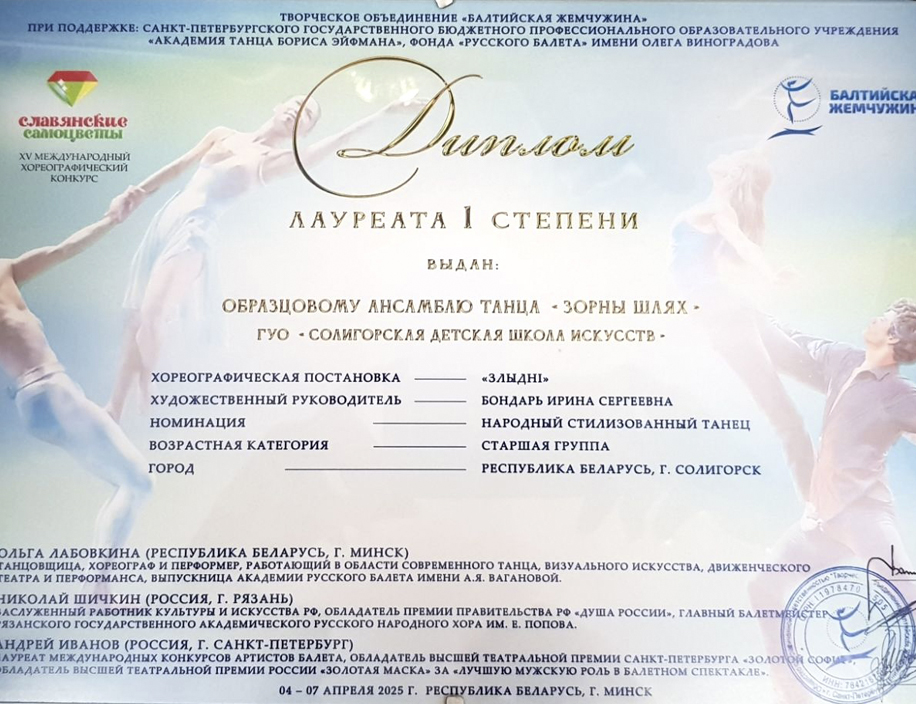 ТВОРЧЕСКОЕ ОБЪЕДИНЕНИЕ «БАЛТИЙСКАЯ ЖЕМЧУЖИНА»
ПРИ ПОДДЕРЖКЕ: САНКТ-ПЕТЕРБУРГСКОГО ГОСУДАРСТВЕННОГО БЮДЖЕТНОГО ПРОФЕССИОНАЛЬНОГО ОБРАЗОВАТЕЛЬНОГО УЧРЕЖДЕНИЯ
«АКАДЕМИЯ ТАНЦА БОРИСА ЭЙФМАНА», ФОНДА «РУССКОГО БАЛЕТА» ИМЕНИ ОЛЕГА ВИНОГРАДОВА
СЛАВЯНСКИЕ
САМОЦВЕТЫ
XV МЕЖДУНАРОДНЫЙ
ХОРЕОГРАФИЧЕСКИЙ
КОНКУРС
БАЛТИЙСКА
ЖЕМЧУЖИН
Диплом
ЛАУРЕАТА I СТЕПЕНИ
ВЫДАН:
ОБРАЗЦОВОМУ АНСАМБЛЮ ТАНЦА «ЗОРНЫ ШЛЯХ»
ГУО «СОЛИГОРСКАЯ ДЕТСКАЯ ШКОЛА ИСКУССТВ»
ХОРЕОГРАФИЧЕСКАЯ ПОСТАНОВКА «ЗЛЫДНI»
ХУДОЖЕСТВЕННЫЙ РУКОВОДИТЕЛЬ БОНДАРЬ ИРИНА СЕРГЕЕВНА
НОМИНАЦИЯ НАРОДНЫЙ СТИЛИЗОВАННЫЙ ТАНЕЦ
ВОЗРАСТНАЯ КАТЕГОРИЯ СТАРШАЯ ГРУППА
ГОРОД РЕСПУБЛИКА БЕЛАРУСЬ, Г. СОЛИГОРСК
ОЛЬГА ЛАБОВКИНА (РЕСПУБЛИКА БЕЛАРУСЬ, Г. МИНСК)
ТАНЦОВЩИЦА, ХОРЕОГРАФ И ПЕРФОРМЕР, РАБОТАЮЩИЙ В ОБЛАСТИ СОВРЕМЕННОГО ТАНЦА, ВИЗУАЛЬНОГО ИСКУССТВА, ДВИЖЕНЧЕСКОГО
ТЕАТРА И ПЕРФОРМАНСА, ВЫПУСКНИЦА АКАДЕМИИ РУССКОГО БАЛЕТА ИМЕНИ А.Я. ВАГАНОВОЙ.
НИКОЛАЙ ШИЧКИН (РОССИЯ, Г. РЯЗАНЬ)
ЗАСЛУЖЕННЫЙ РАБОТНИК КУЛЬТУРЫ И ИСКУССТВА РФ, ОБЛАДАТЕЛЬ ПРЕМИИ ПРАВИТЕЛЬСТВА РФ «ДУША РОССИИ», ГЛАВНЫЙ БАЛЕТМЕЙСТЕР
РЯЗАНСКОГО ГОСУДАРСТВЕННОГО АКАДЕМИЧЕСКОГО РУССКОГО НАРОДНОГО ХОРА ИМ. Е. ПОПОВА.
АНДРЕЙ ИВАНОВ (РОССИЯ, Г. САНКТ-ПЕТЕРБУРГ)
ЛАУРЕАТ МЕЖДУНАРОДНЫХ КОНКУРСОВ АРТИСТОВ БАЛЕТА, ОБЛАДАТЕЛЬ ВЫСШЕЙ ТЕАТРАЛЬНОЙ ПРЕМИИ САНКТ-ПЕТЕРБУРГА «ЗОЛОТОЙ СОФИТ»,
ОБЛАДАТЕЛЬ ВЫСШЕЙ ТЕАТРАЛЬНОЙ ПРЕМИИ РОССИИ «ЗОЛОТАЯ МАСКА» ЗА «ЛУЧШУЮ МУЖСКУЮ РОЛЬ В БАЛЕТНОМ СПЕКТАКЛЕ».
04 – 07 АПРЕЛЯ 2025 Г. РЕСПУБЛИКА БЕЛАРУСЬ, Г. МИНСК